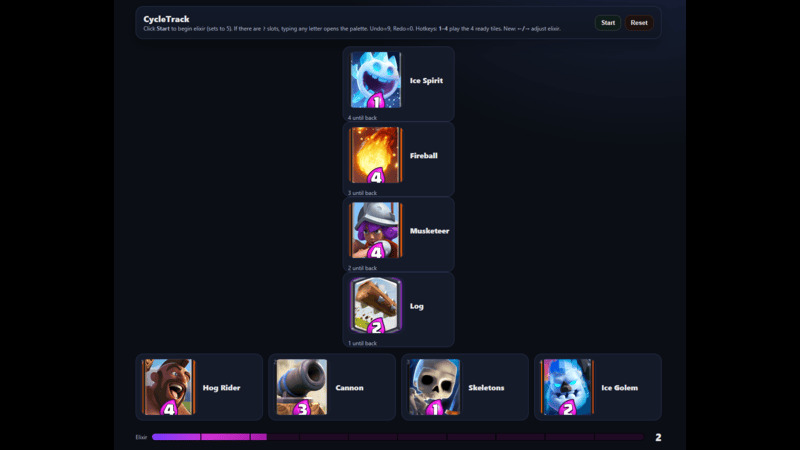 CycleTrack
Click Start to begin elixir (sets to 5). If there are ? slots, typing any letter opens the palette. Undo=9, Redo=0. Hotkeys: 1-4 play the 4 ready tiles. New: ←/→ adjust elixir.
Start
Reset
1
Ice Spirit
4 until back
4
Fireball
3 until back
4
Musketeer
2 until back
2
Log
1 until back
4
Hog Rider
3
Cannon
1
Skeletons
2
Ice Golem
Elixir
2